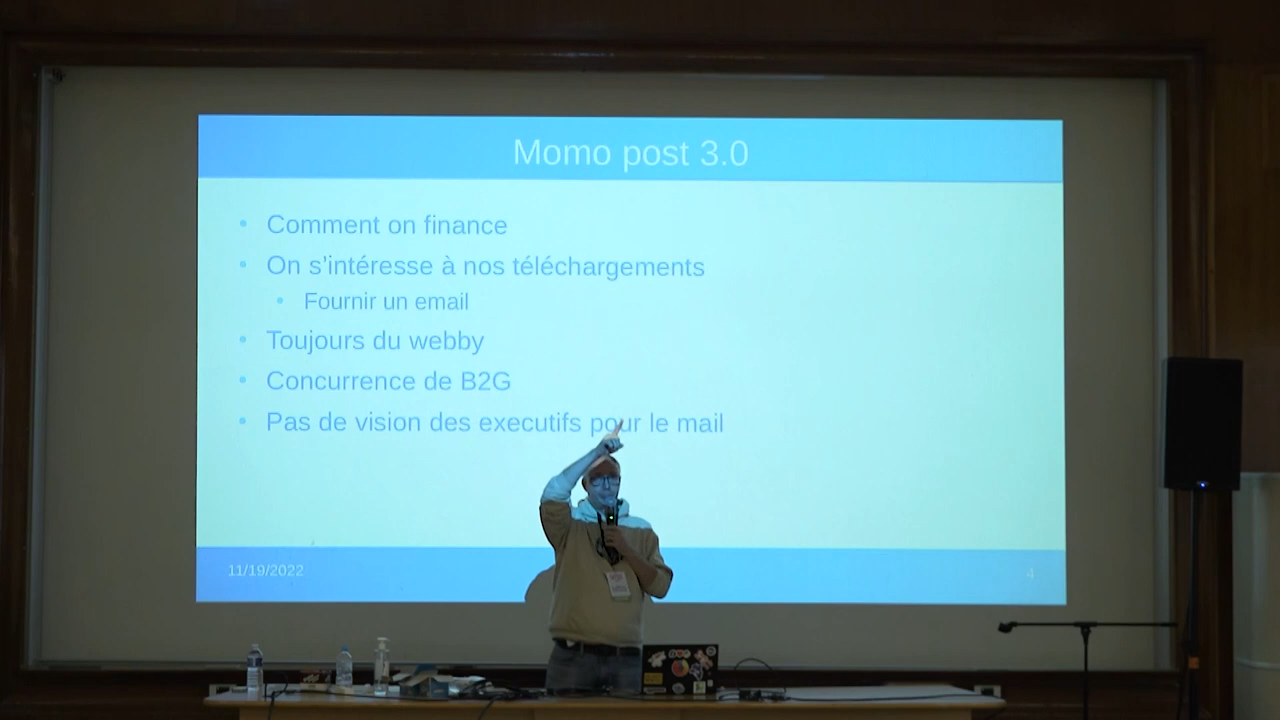 Momo post 3.0
Comment on finance
On s'intéresse à nos téléchargements
Fournir un email
Toujours du webby
Concurrence de B2G
Pas de vision des executifs pour le mail
11/19/2022
4